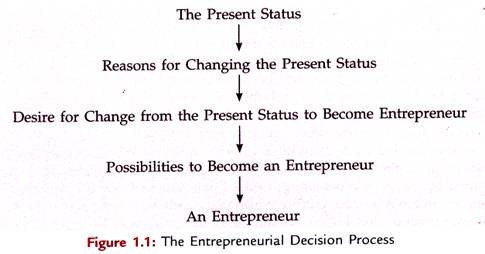 The Present Status
Reasons for Changing the Present Status
Desire for Change from the Present Status to Become Entrepreneur
Possibilities to Become an Entrepreneur
An Entrepreneur
Figure 1.1: The Entrepreneurial Decision Process